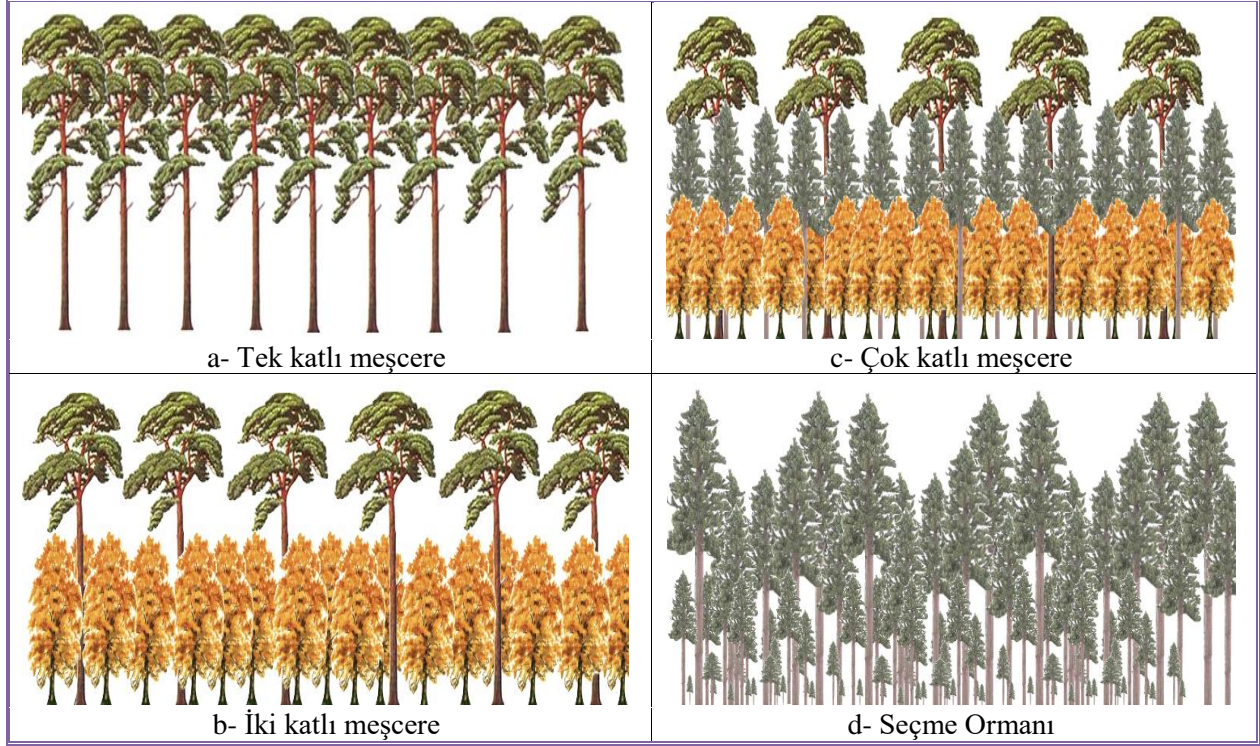 a- Tek katlı meşcere
c- Çok katlı meşcere
b- İki katlı meşcere
d- Seçme Ormanı